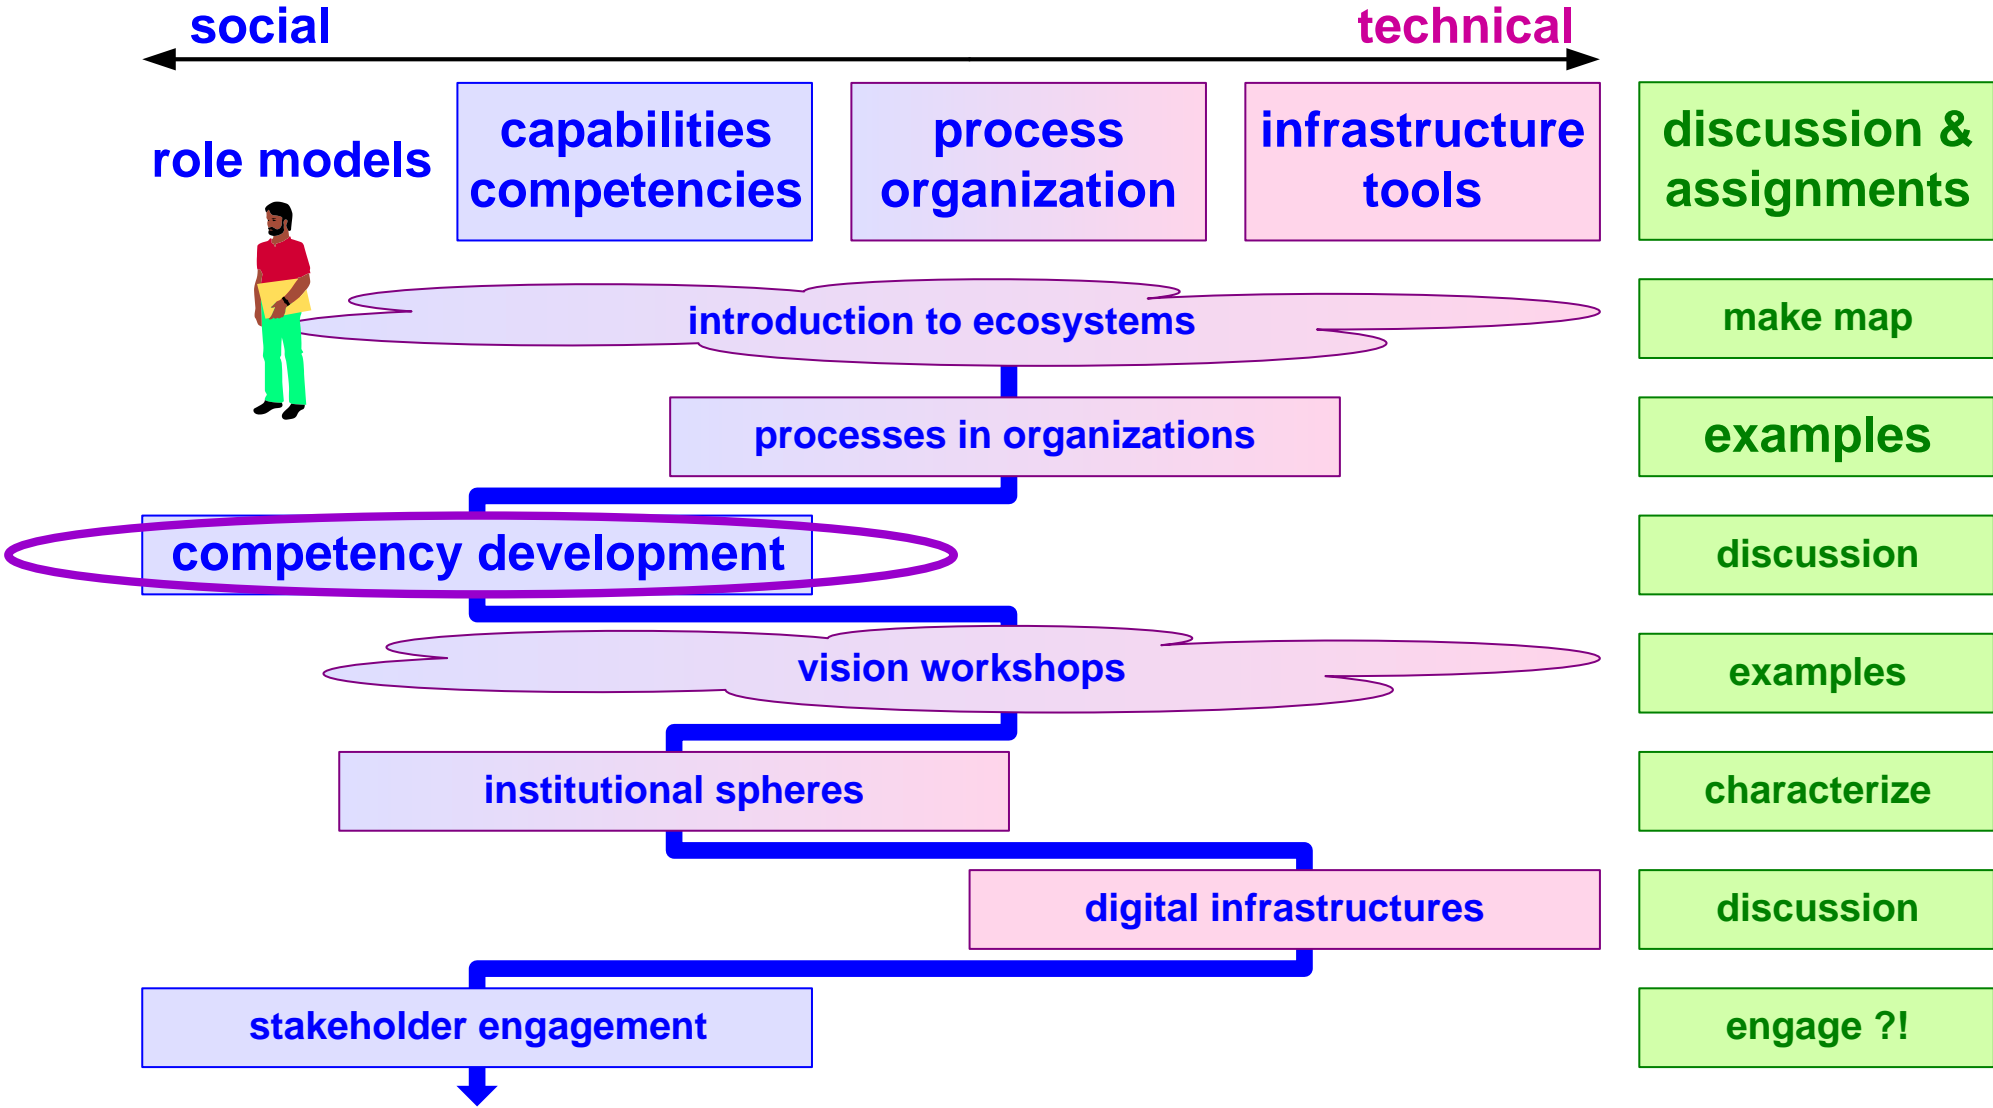 social
technical
role models
capabilities
competencies
process
organization
infrastructure
tools
discussion &
assignments
introduction to ecosystems
make map
processes in organizations
examples
competency development
discussion
vision workshops
examples
institutional spheres
characterize
digital infrastructures
discussion
stakeholder engagement
engage ?!